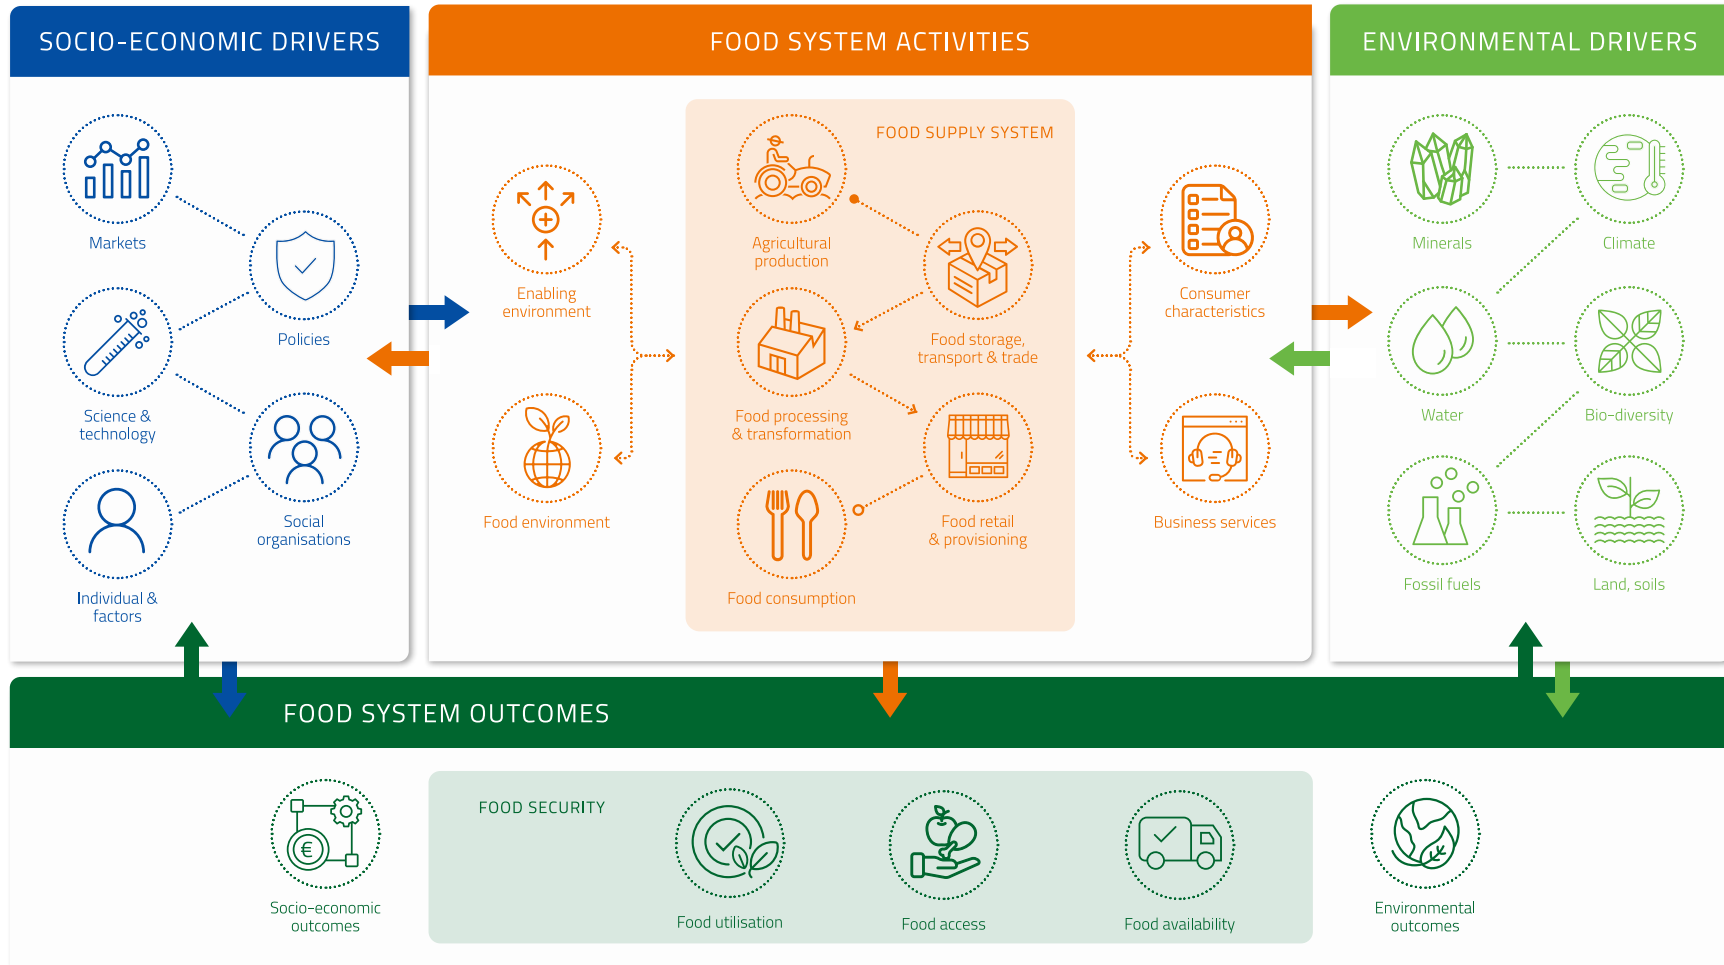 SOCIO-ECONOMIC DRIVERS
Markets
Policies
Science &
technology
Social
organisations
Individual &
factors
FOOD SYSTEM ACTIVITIES
Enabling
environment
Food environment
FOOD SUPPLY SYSTEM
Agricultural
production
Food storage,
transport & trade
Food processing
& transformation
Food retail
& provisioning
Food consumption
Consumer
characteristics
Business services
ENVIRONMENTAL DRIVERS
Minerals
Climate
Water
Bio-diversity
Fossil fuels
Land, soils
FOOD SYSTEM OUTCOMES
€
Socio-economic
outcomes
FOOD SECURITY
Food utilisation
Food access
Food availability
Environmental
outcomes